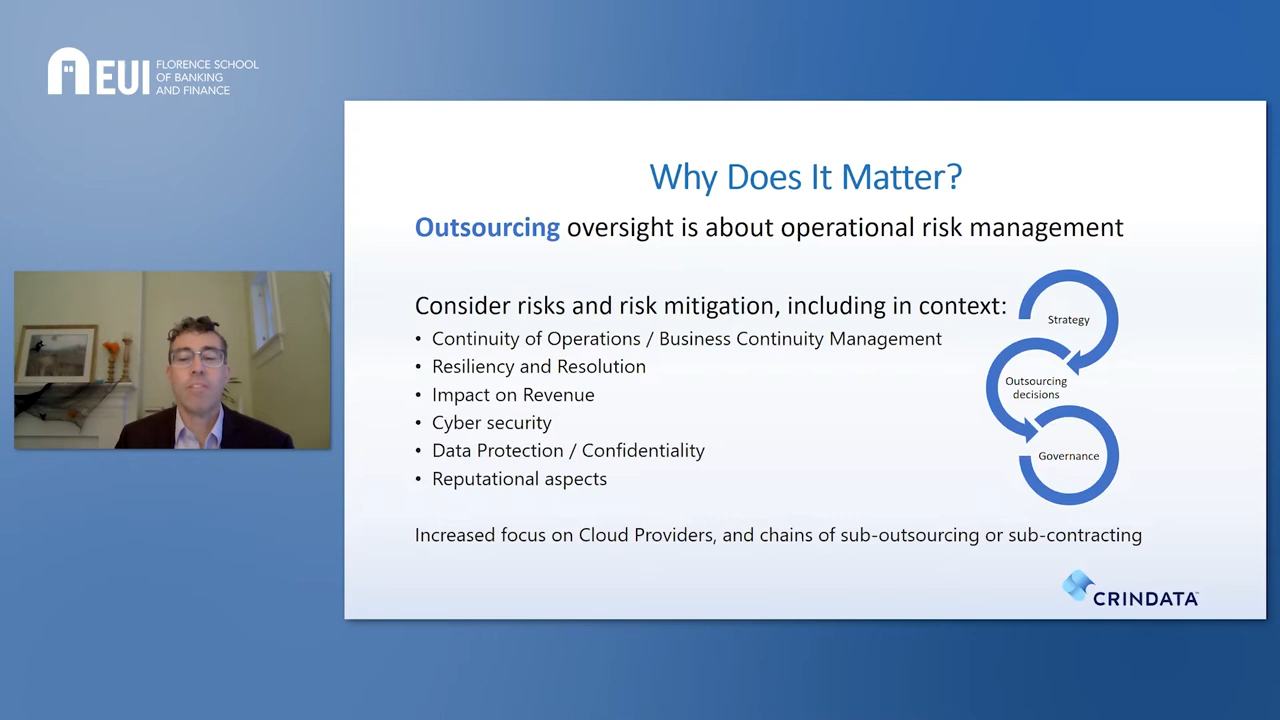 EUI
FLORENCE SCHOOL
OF BANKING
AND FINANCE
Why Does It Matter?
Outsourcing oversight is about operational risk management
Consider risks and risk mitigation, including in context:
• Continuity of Operations / Business Continuity Management
• Resiliency and Resolution
• Impact on Revenue
• Cyber security
• Data Protection / Confidentiality
• Reputational aspects
Strategy
Outsourcing
decisions
Governance
Increased focus on Cloud Providers, and chains of sub-outsourcing or sub-contracting
CRINDATA